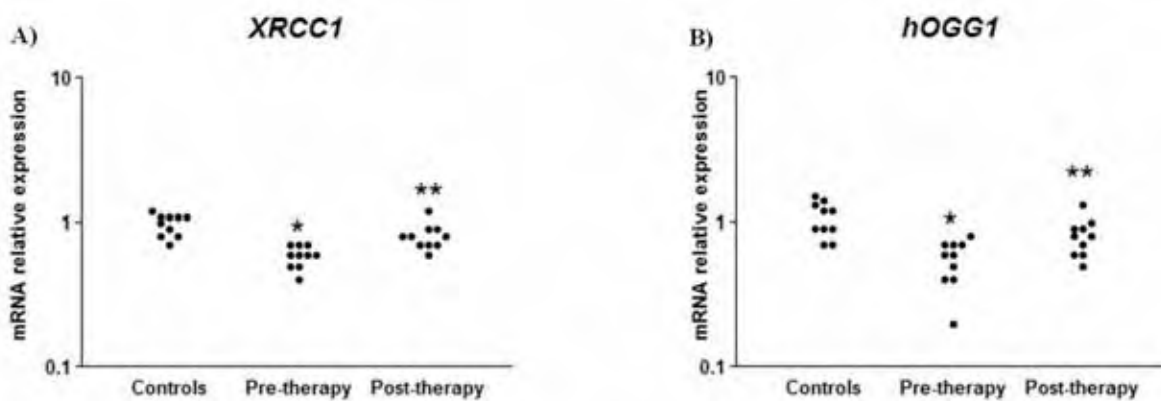 A)
XRCC1
mRNA relative expression
10
1
0.1
*
**
Controls Pre-therapy Post-therapy
B)
hOGG1
mRNA relative expression
10
1
0.1
*
**
Controls Pre-therapy Post-therapy